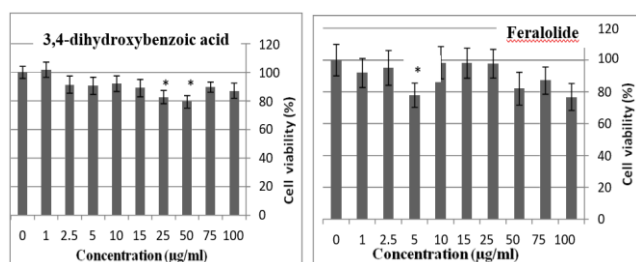 3,4-dihydroxybenzoic acid
120
100
80
60
40
20
0
Cell viability (%)
* *
0 1 2.5 5 10 15 25 50 75 100
Concentration (µg/ml)
Feralolide
120
100
80
60
40
20
0
Cell viability (%)
*
0 1 2.5 5 10 15 25 50 75 100
Concentration (µg/ml)